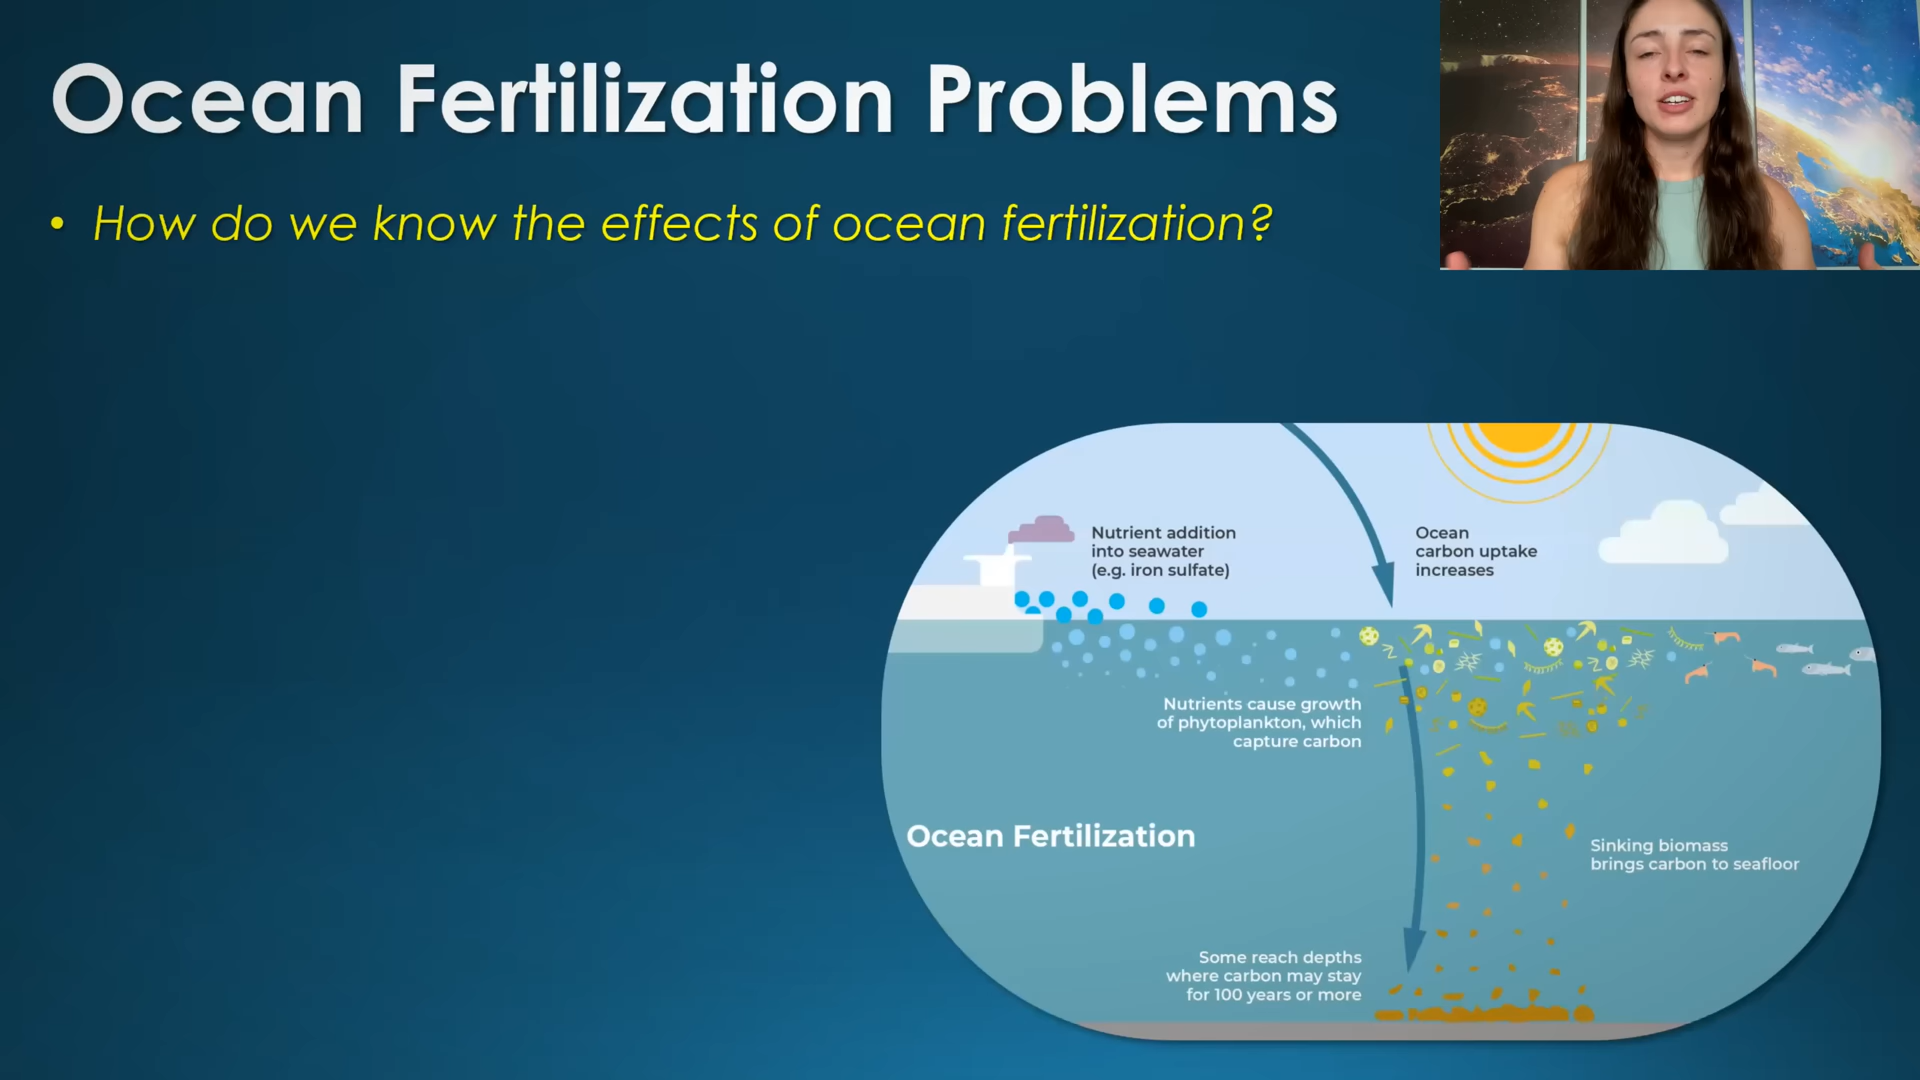 Ocean Fertilization Problems
• How do we know the effects of ocean fertilization?
Nutrient addition
into seawater
(e.g. iron sulfate)
Ocean
carbon uptake
increases
Nutrients cause growth
of phytoplankton, which
capture carbon
Ocean Fertilization
Sinking biomass
brings carbon to seafloor
Some reach depths
where carbon may stay
for 100 years or more